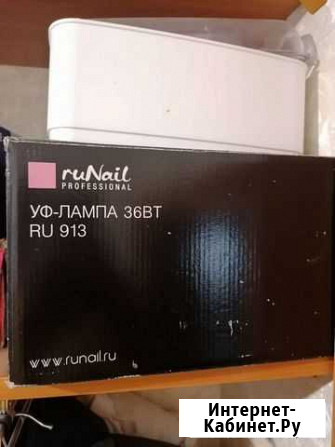 ruNail
PROFESSIONAL
УФ-ЛАМПА 36ВТ
RU 913
www.runail.ru
Интернет-
Кабинет.Ру